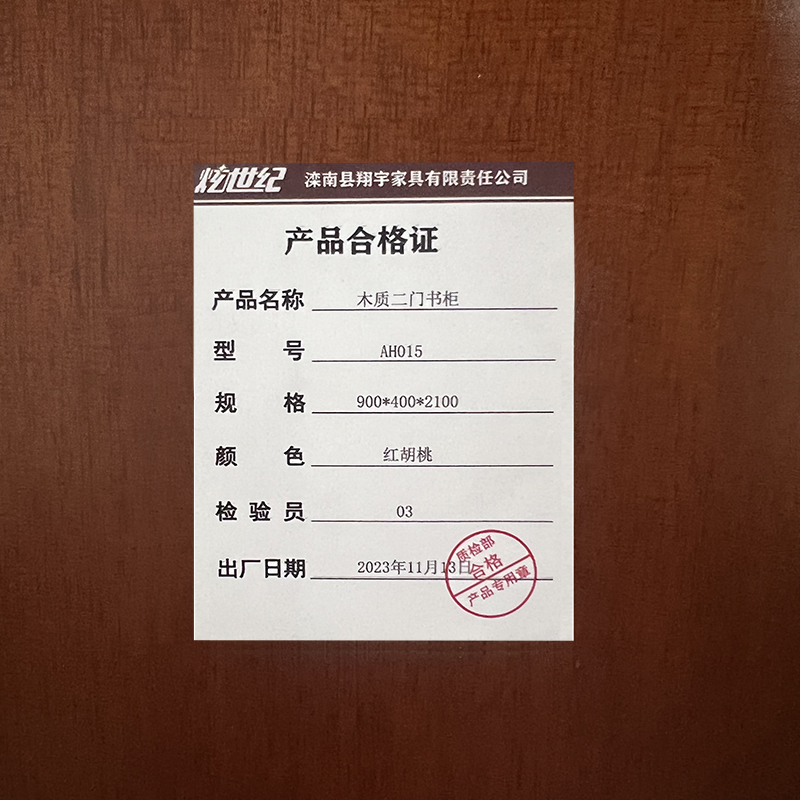 炫世纪 滦南县翔宇家具有限责任公司
产品合格证
产品名称 木质二门书柜
型 号 AH015
规 格 900*400*2100
颜 色 红胡桃
检 验 员 03
出厂日期 2023年11月13日
质检部
合格
产品专用章